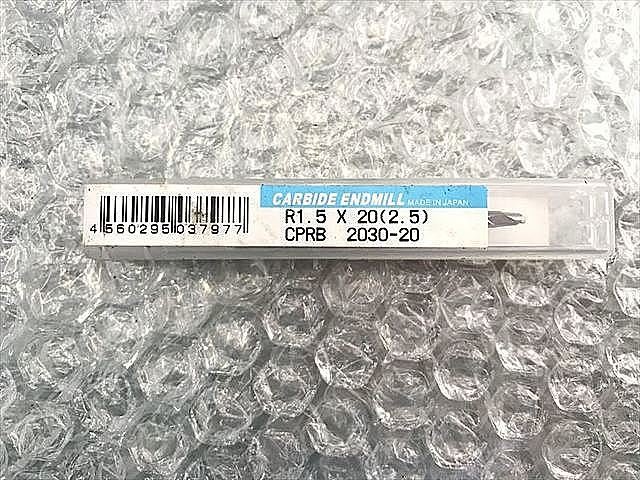 CARBIDE ENDMILL MADE IN JAPAN
R1.5 X 20(2.5)
CPRB 2030-20
4 560295 037977